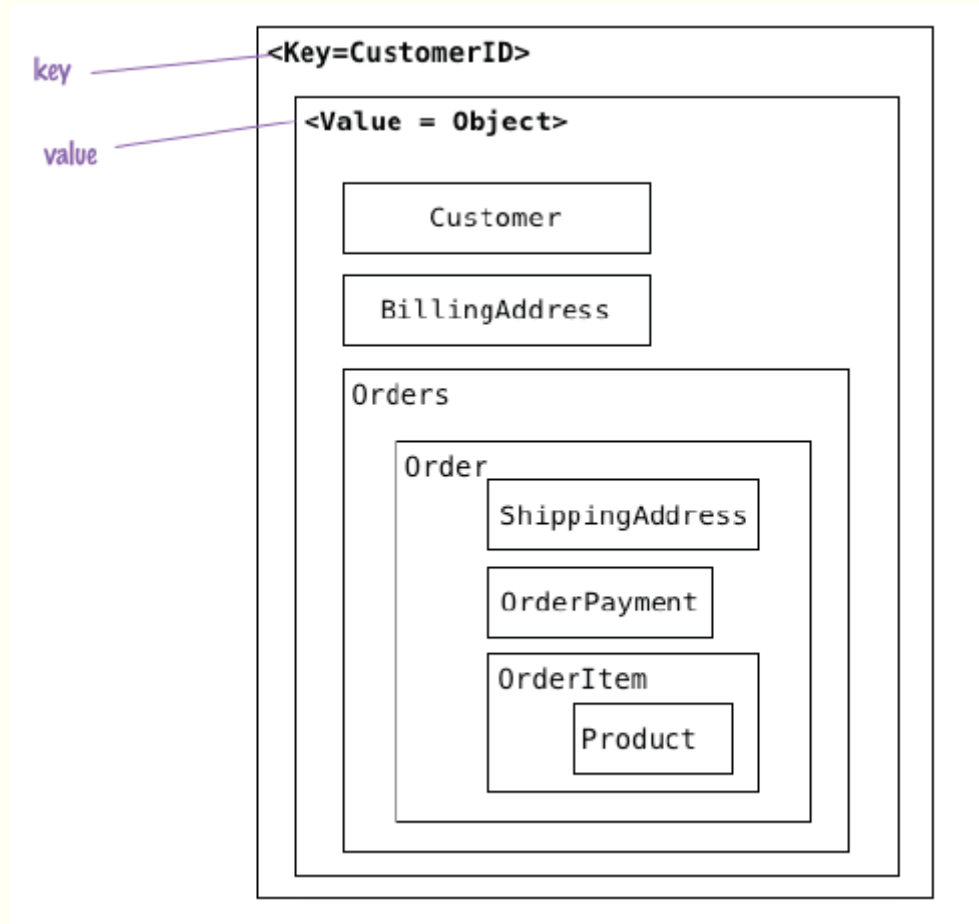 <Key=CustomerID>
key
<Value = Object>
value
Customer
BillingAddress
Orders
Order
ShippingAddress
OrderPayment
OrderItem
Product